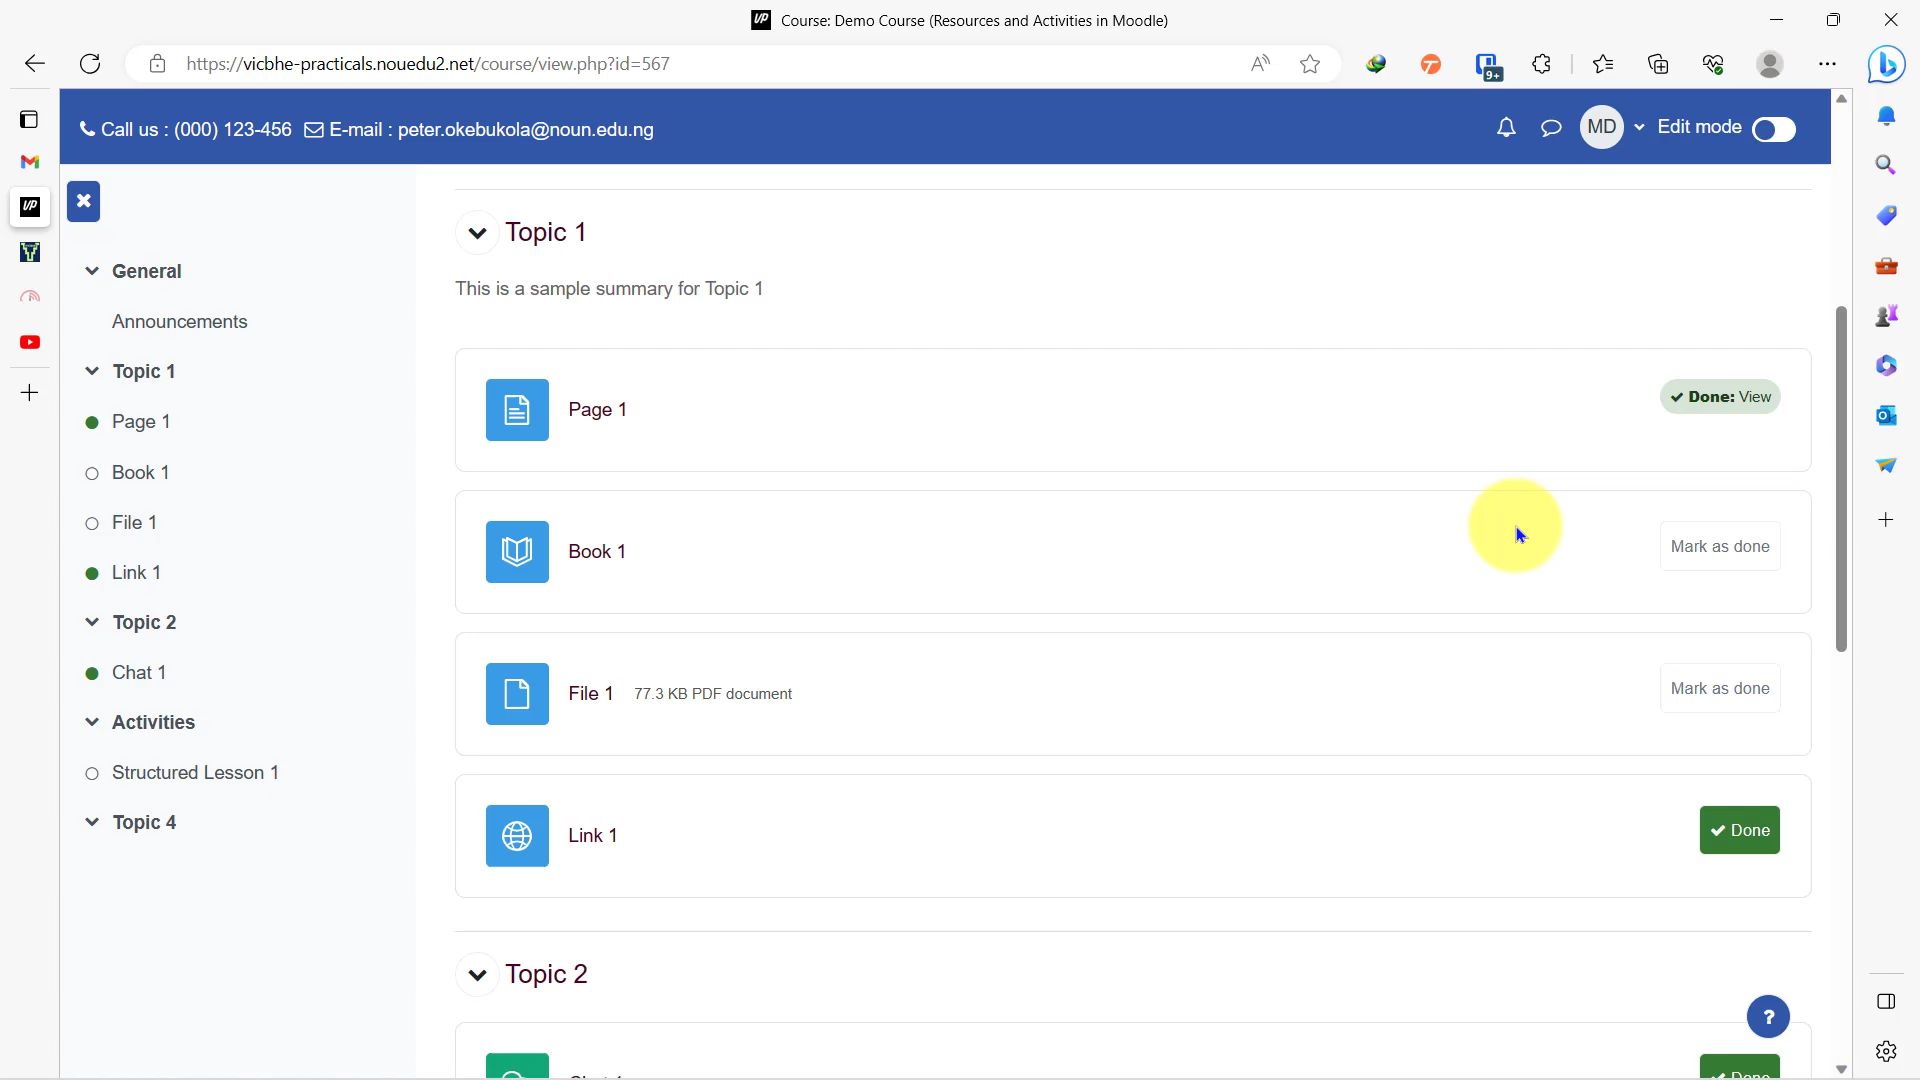 Course: Demo Course (Resources and Activities in Moodle)
https://vicbhe-practicals.nouedu2.net/course/view.php?id=567
9+
Call us : (000) 123-456 E-mail : peter.okebukola@noun.edu.ng
MD
Edit mode
General
Announcements
Topic 1
Page 1
Book 1
File 1
Link 1
Topic 2
Chat 1
Activities
Structured Lesson 1
Topic 4
Topic 1
This is a sample summary for Topic 1
Page 1
Done: View
Book 1
Mark as done
File 1 77.3 KB PDF document
Mark as done
Link 1
Done
Topic 2
?
Done